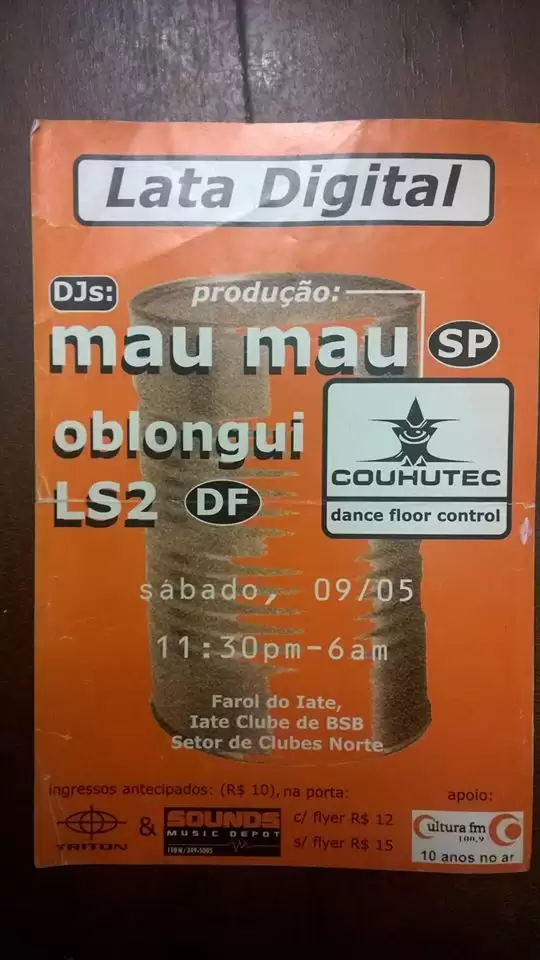 Lata Digital
DJs:
produção:
mau mau SP
oblongui
LS2 DF
COUHUTEC
dance floor control
sábado, 09/05
11:30pm-6am
Farol do Iate,
Iate Clube de BSB
Setor de Clubes Norte
ingressos antecipados: (R$ 10), na porta:
TRITON & SOUNDS
MUSIC DEPOT
c/ flyer R$ 12
s/ flyer R$ 15
apoio:
Cultura fm
100,9
10 anos no ar